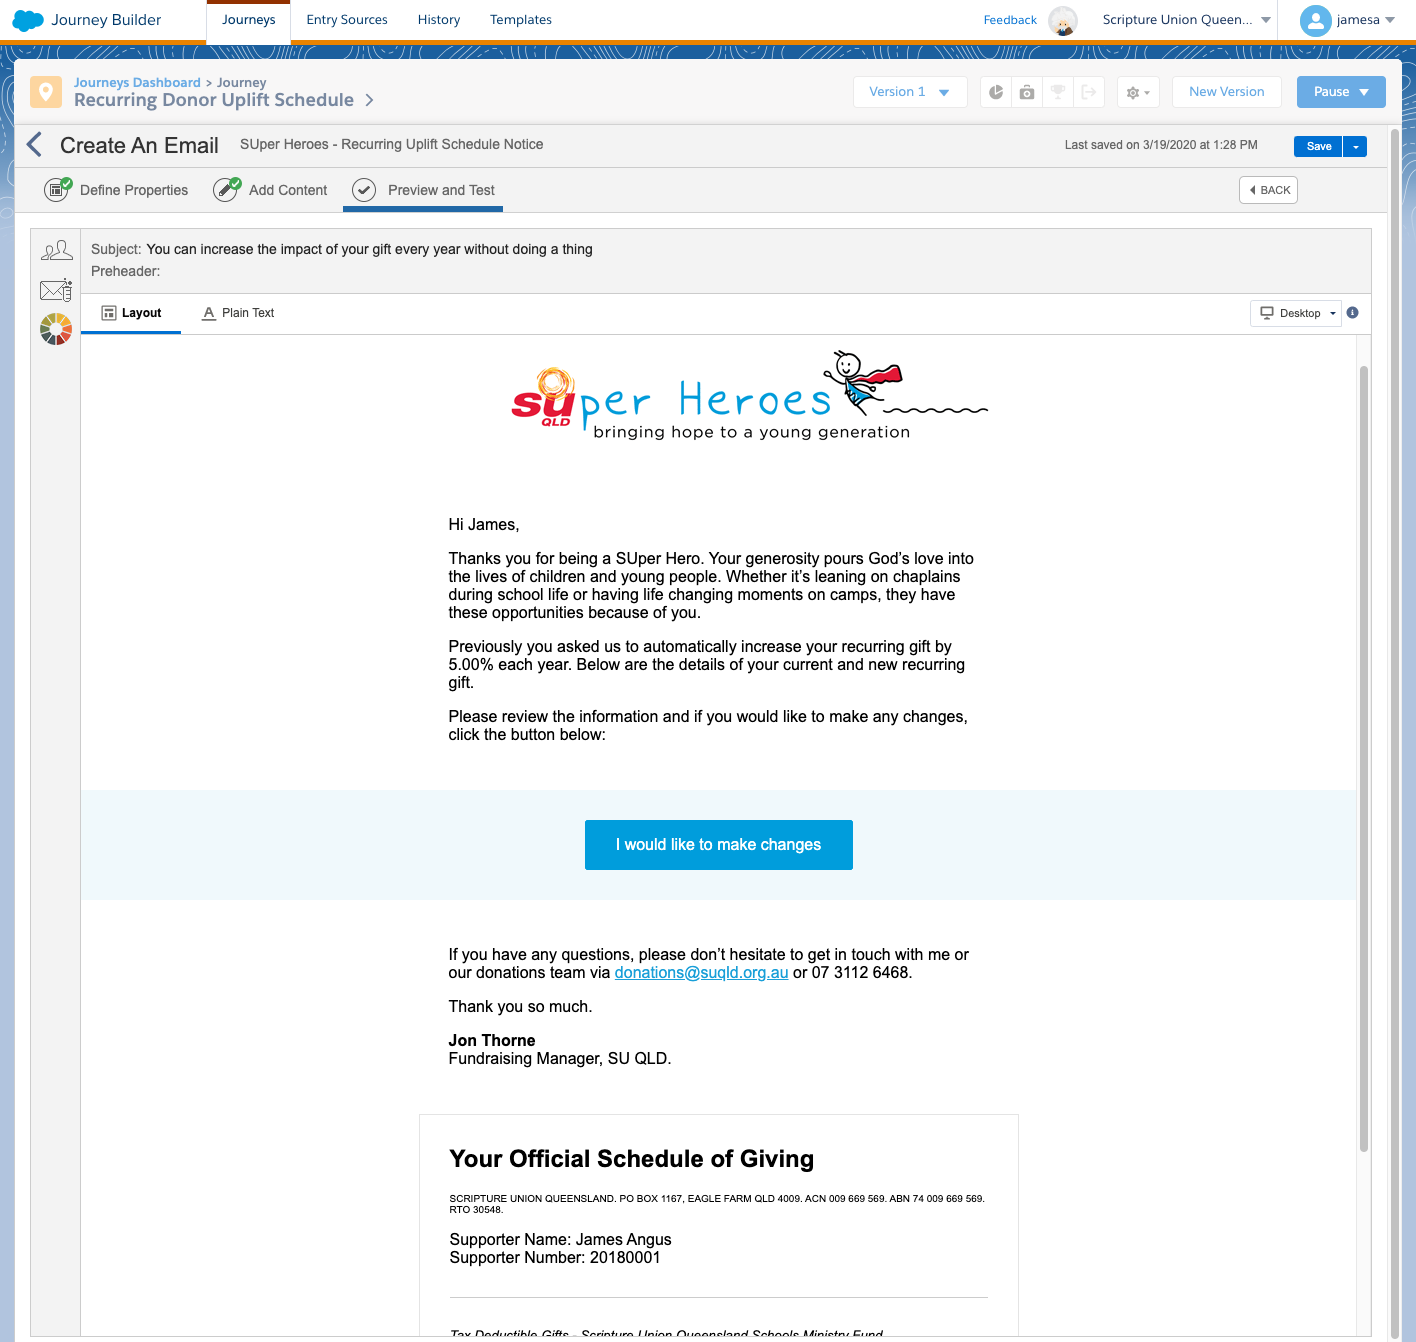 Journey Builder
Journeys
Entry Sources
History
Templates
Feedback
Scripture Union Queen...
jamesa
Journeys Dashboard > Journey
Recurring Donor Uplift Schedule
Version 1
New Version
Pause
Create An Email
SUper Heroes - Recurring Uplift Schedule Notice
Last saved on 3/19/2020 at 1:28 PM
Save
Define Properties
Add Content
Preview and Test
BACK
Subject: You can increase the impact of your gift every year without doing a thing
Preheader:
Layout
Plain Text
Desktop
SUper Heroes
QLD
bringing hope to a young generation
Hi James,
Thanks you for being a SUper Hero. Your generosity pours God’s love into
the lives of children and young people. Whether it’s leaning on chaplains
during school life or having life changing moments on camps, they have
these opportunities because of you.
Previously you asked us to automatically increase your recurring gift by
5.00% each year. Below are the details of your current and new recurring
gift.
Please review the information and if you would like to make any changes,
click the button below:
I would like to make changes
If you have any questions, please don’t hesitate to get in touch with me or
our donations team via donations@suqld.org.au or 07 3112 6468.
Thank you so much.
Jon Thorne
Fundraising Manager, SU QLD.
Your Official Schedule of Giving
SCRIPTURE UNION QUEENSLAND. PO BOX 1167, EAGLE FARM QLD 4009. ACN 009 669 569. ABN 74 009 669 569.
RTO 30548.
Supporter Name: James Angus
Supporter Number: 20180001
Tax Deductible Gifts - Scripture Union Queensland Schools Ministry Fund